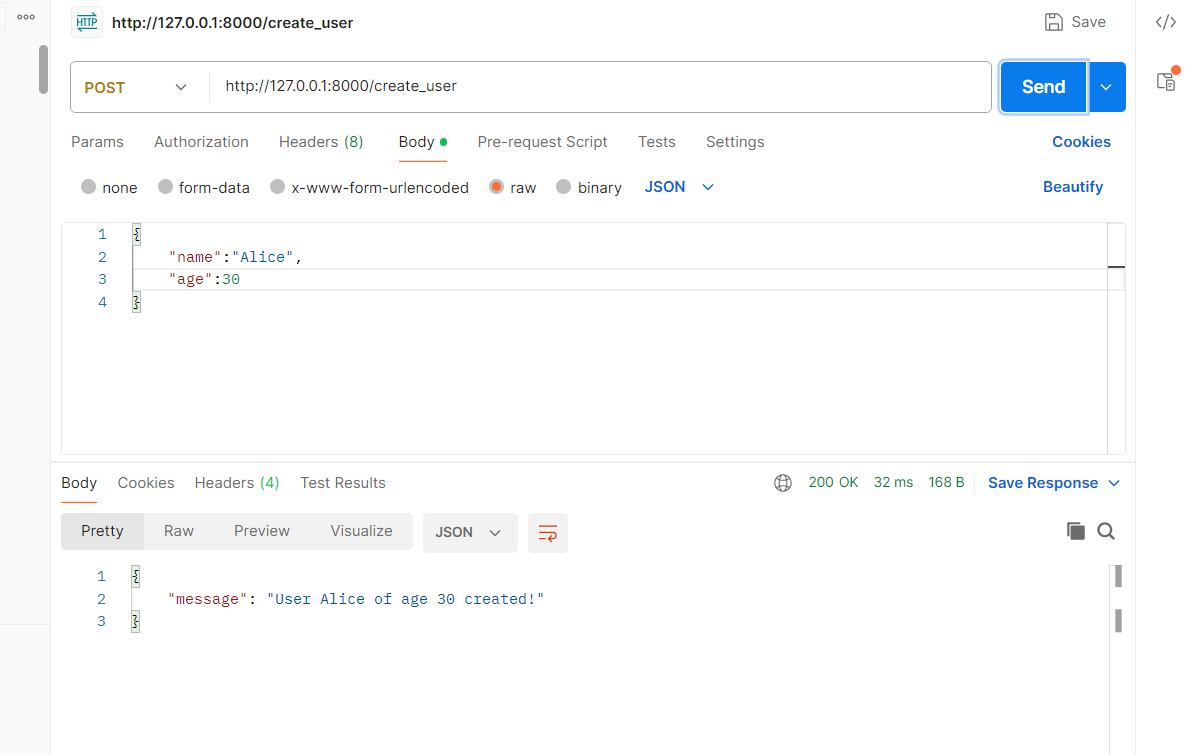 HTTP http://127.0.0.1:8000/create_user Save
POST http://127.0.0.1:8000/create_user Send
Params Authorization Headers (8) Body Pre-request Script Tests Settings Cookies
none form-data x-www-form-urlencoded raw binary JSON Beautify
1 {
2 "name":"Alice",
3 "age":30
4 }
Body Cookies Headers (4) Test Results 200 OK 32 ms 168 B Save Response
Pretty Raw Preview Visualize JSON
1 {
2 "message": "User Alice of age 30 created!"
3 }